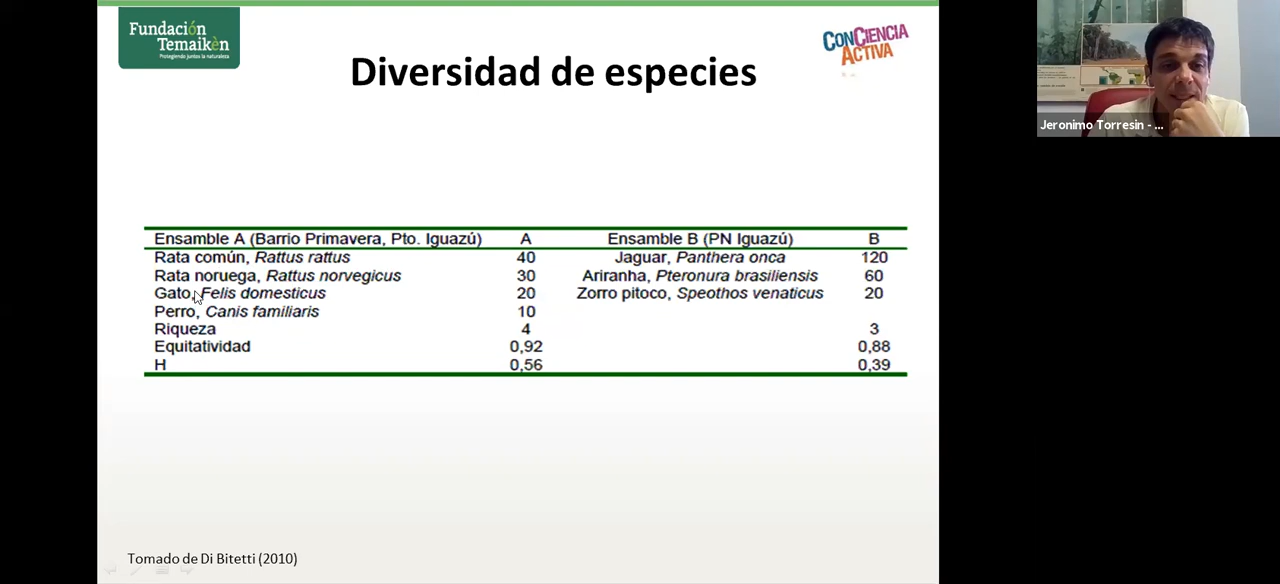 Fundación
Temaikèn
Protegiendo juntos la naturaleza
CONCIENCIA
ACTIVA
Diversidad de especies
Jeronimo Torresin - ...
Ensamble A (Barrio Primavera, Pto. Iguazú) A Ensamble B (PN Iguazú) B
Rata común, Rattus rattus 40 Jaguar, Panthera onca 120
Rata noruega, Rattus norvegicus 30 Ariranha, Pteronura brasiliensis 60
Gato, Felis domesticus 20 Zorro pitoco, Speothos venaticus 20
Perro, Canis familiaris 10
Riqueza 4 3
Equitatividad 0,92 0,88
H 0,56 0,39
Tomado de Di Bitetti (2010)